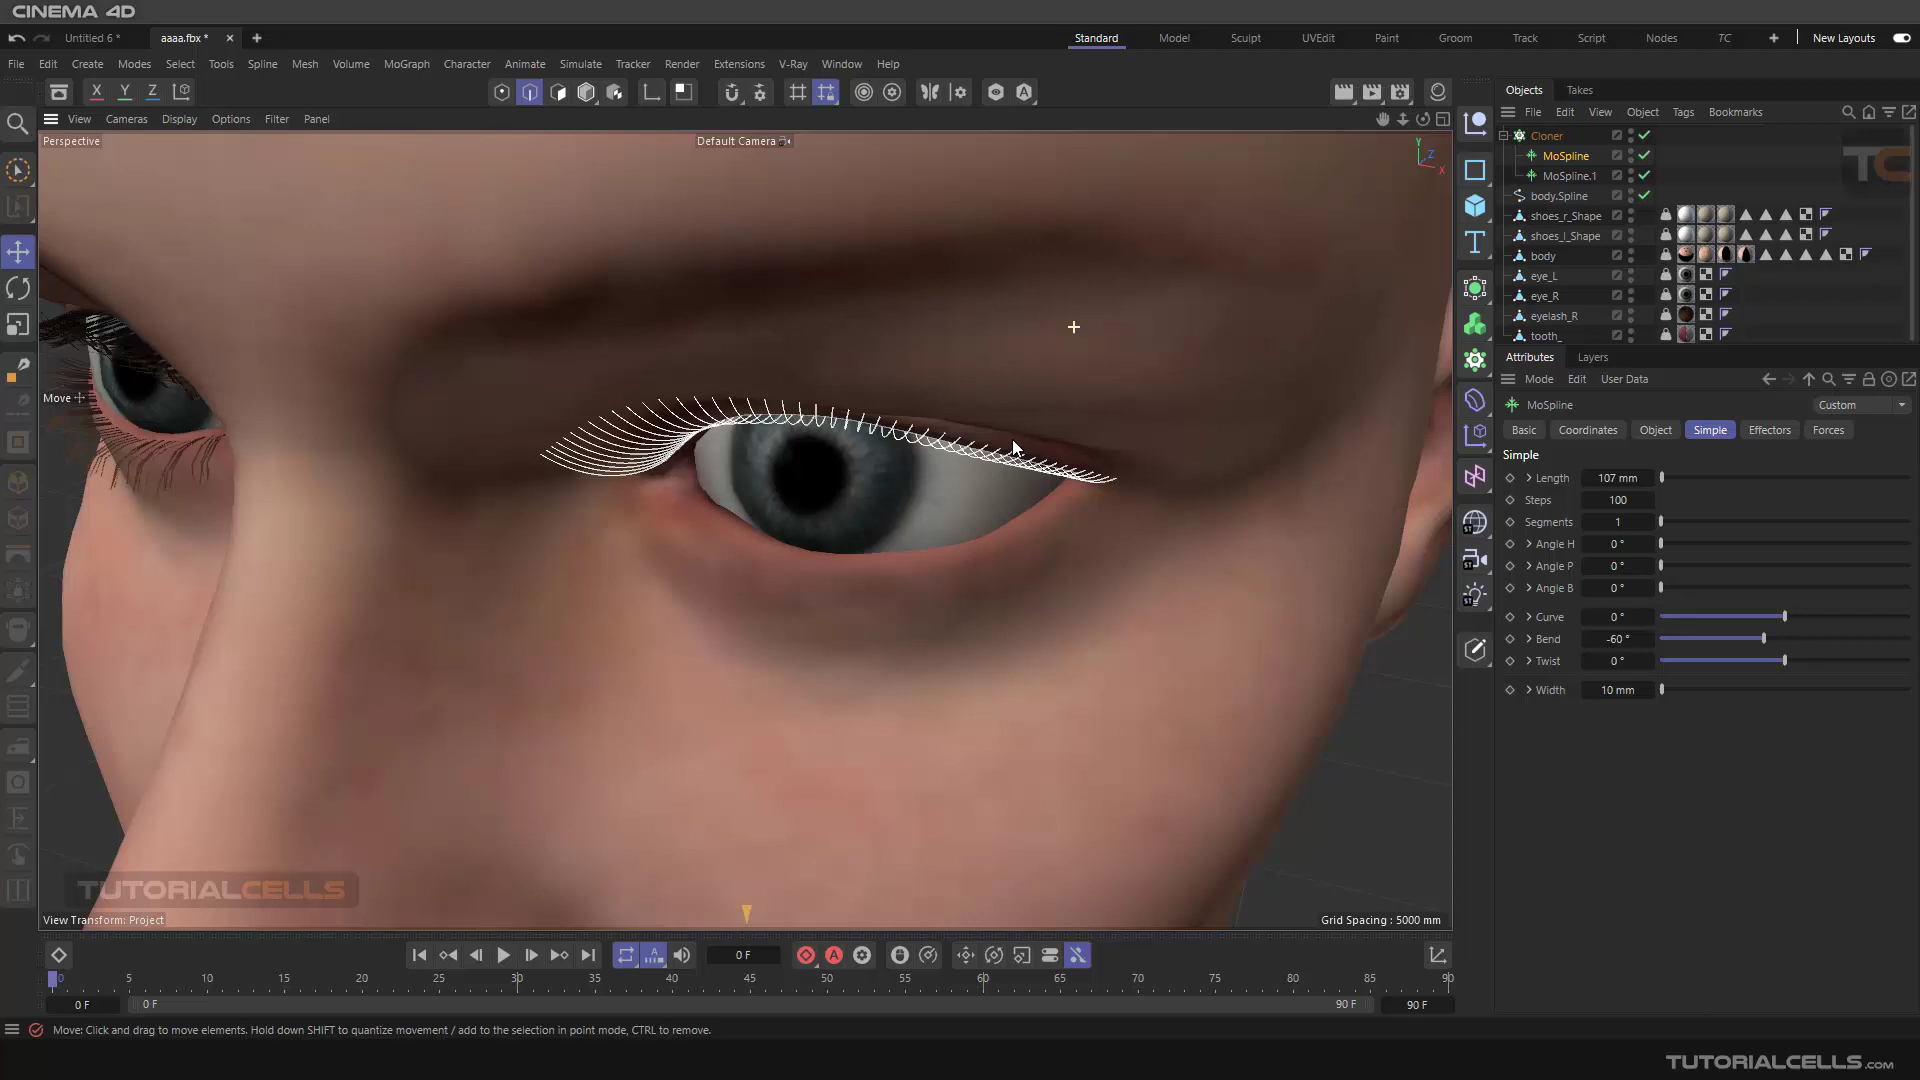 CINEMA 4D
Untitled 6 *
aaaa.fbx *
Standard
Model
Sculpt
UVEdit
Paint
Groom
Track
Script
Nodes
TC
New Layouts
File Edit Create Modes Select Tools Spline Mesh Volume MoGraph Character Animate Simulate Tracker Render Extensions V-Ray Window Help
X Y Z
View Cameras Display Options Filter Panel
Perspective
Default Camera
Y
Z
X
Move
TUTORIALCELLS
View Transform: Project
Grid Spacing : 5000 mm
Objects Takes
File Edit View Object Tags Bookmarks
Cloner
MoSpline
MoSpline.1
body.Spline
shoes_r_Shape
shoes_l_Shape
body
eye_L
eye_R
eyelash_R
tooth_
TC
Attributes Layers
Mode Edit User Data
MoSpline
Custom
Basic Coordinates Object Simple Effectors Forces
Simple
Length 107 mm
Steps 100
Segments 1
Angle H 0 °
Angle P 0 °
Angle B 0 °
Curve 0 °
Bend -60 °
Twist 0 °
Width 10 mm
0 F
0 5 10 15 20 25 30 35 40 45 50 55 60 65 70 75 80 85 90
0 F
0 F
90 F
90 F
Move: Click and drag to move elements. Hold down SHIFT to quantize movement / add to the selection in point mode, CTRL to remove.
TUTORIALCELLS.COM